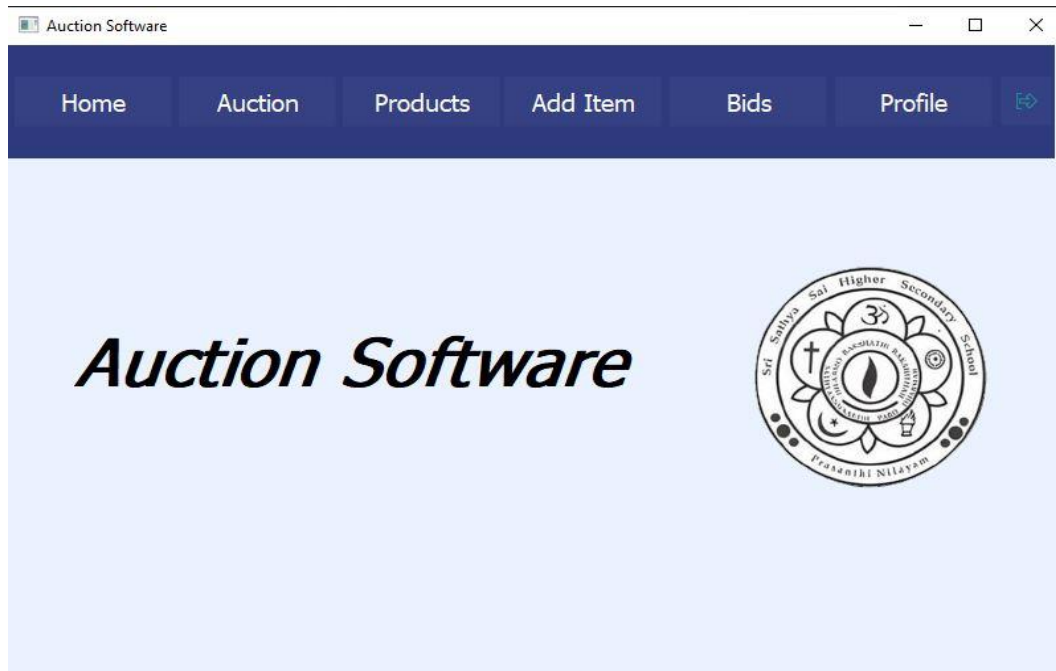 Auction Software
Home Auction Products Add Item Bids Profile
Auction Software
Sri Sathya Sai Higher Secondary School
ॐ
Prasanthi Nilayam